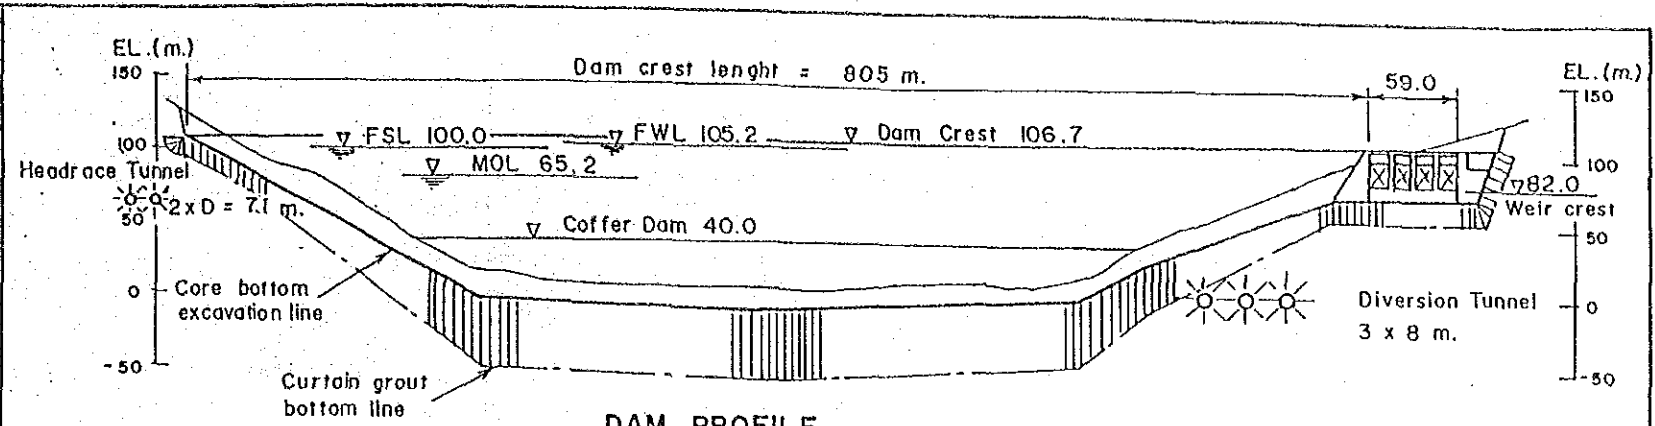 EL.(m.)
150
100
50
0
-50
Dam crest lenght = 805 m.
59.0
EL.(m.)
150
100
50
0
-50
FSL 100.0
FWL 105.2
Dam Crest 106.7
MOL 65.2
Headrace Tunnel
2 x D = 7.1 m.
82.0
Weir crest
Coffer Dam 40.0
Core bottom
excavation line
Diversion Tunnel
3 x 8 m.
Curtain grout
bottom line
DAM PROFILE